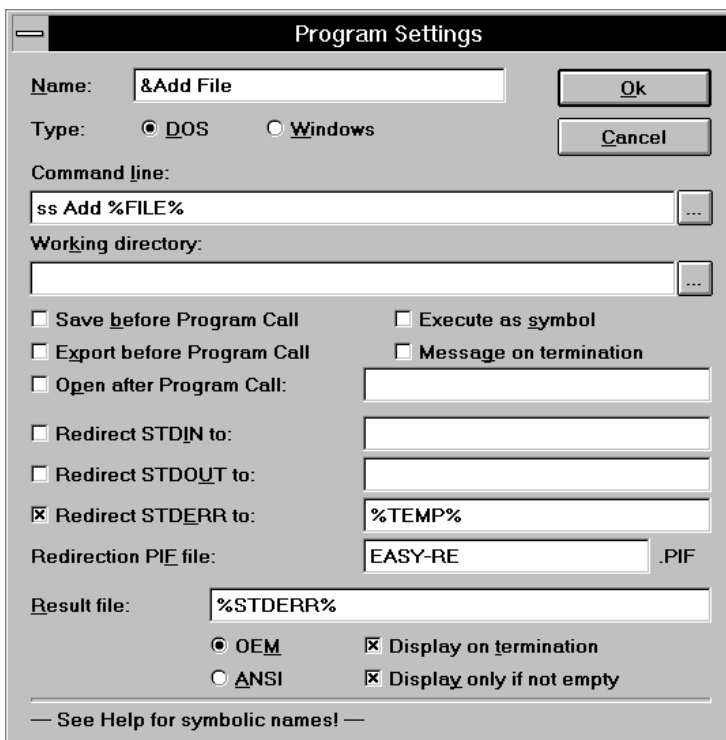 Program Settings
Name: &Add File
Ok
Type: DOS Windows
Cancel
Command line:
ss Add %FILE% ...
Working directory:
...
Save before Program Call Execute as symbol
Export before Program Call Message on termination
Open after Program Call:
Redirect STDIN to:
Redirect STDOUT to:
Redirect STDERR to: %TEMP%
Redirection PIF file: EASY-RE .PIF
Result file: %STDERR%
OEM Display on termination
ANSI Display only if not empty
— See Help for symbolic names! —